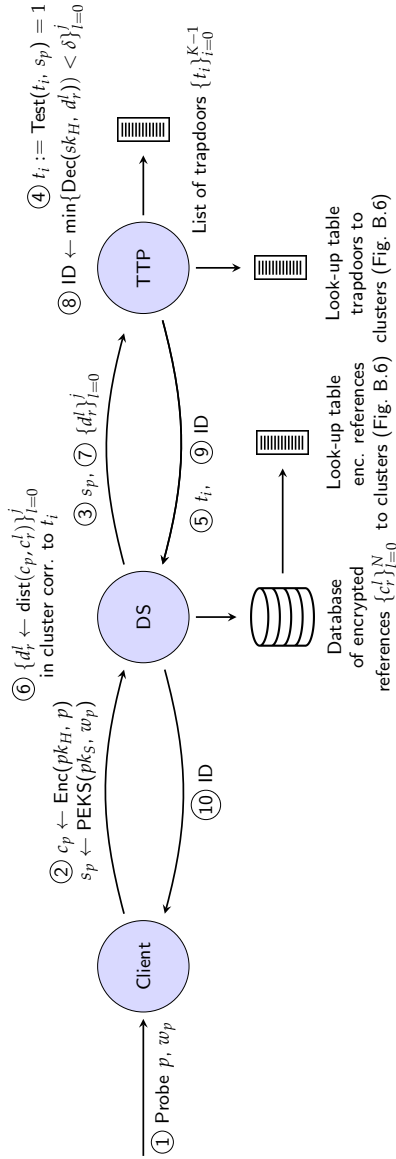 ① Probe p, w_p
Client
② c_p ← Enc(pk_H, p)
s_p ← PEKS(pk_S, w_p)
⑩ ID
⑥ {d_r^l ← dist(c_p, c_r^l)}_{l=0}^j
in cluster corr. to t_i
DS
Database
of encrypted
references {c_r^l}_{l=0}^N
Look-up table
enc. references
to clusters (Fig. B.6)
③ s_p, ⑦ {d_r^l}_{l=0}^j
⑤ t_i, ⑨ ID
④ t_i := Test(t_i, s_p) = 1
⑧ ID ← min{Dec(sk_H, d_r^l)) < δ}_{l=0}^j
TTP
List of trapdoors {t_i}_{i=0}^{K−1}
Look-up table
trapdoors to
clusters (Fig. B.6)